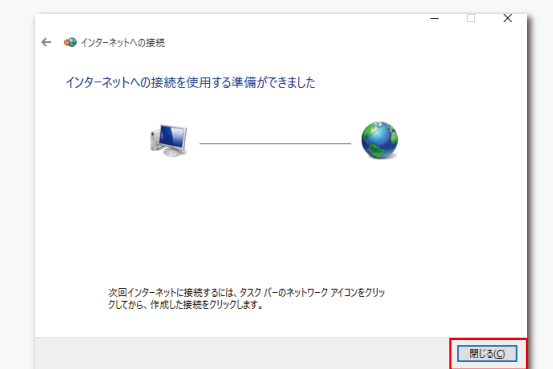 インターネットへの接続
インターネットへの接続を使用する準備ができました
次回インターネットに接続するには、タスク バーのネットワーク アイコンをクリッ
クしてから、作成した接続をクリックします。
閉じる(C)